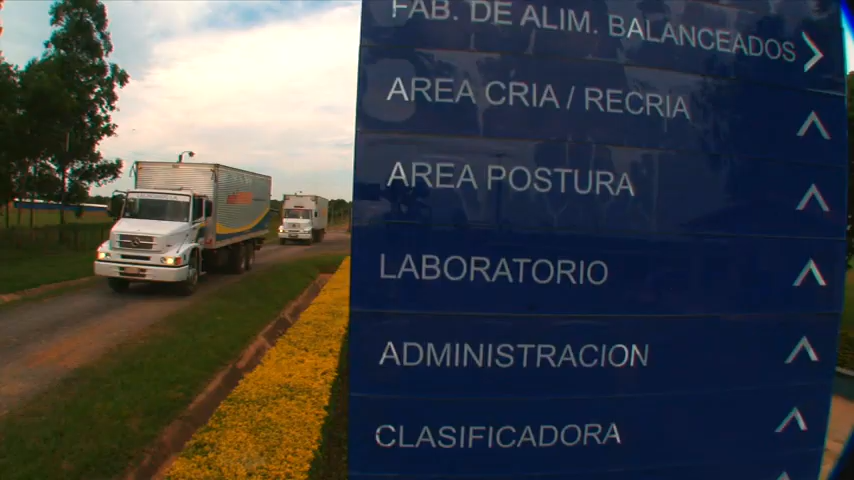 FAB. DE ALIM. BALANCEADOS
AREA CRIA / RECRIA
AREA POSTURA
LABORATORIO
ADMINISTRACION
CLASIFICADORA